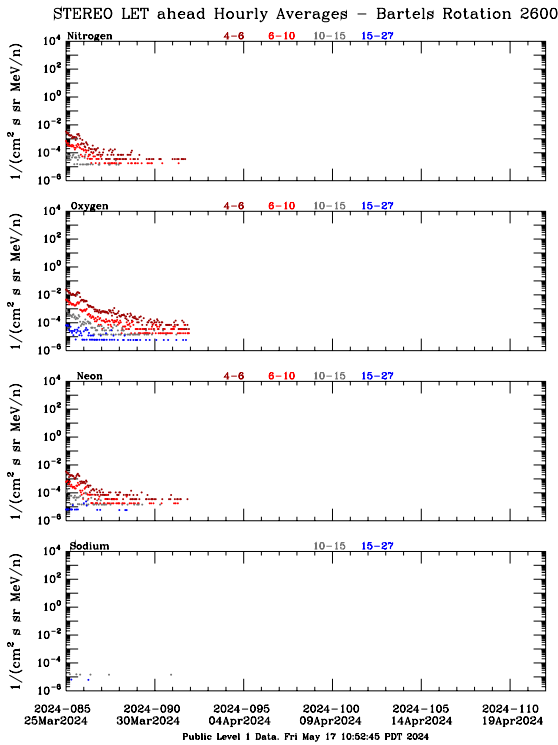 STEREO LET ahead Hourly Averages − Bartels Rotation 2600
Nitrogen 4−6 6−10 10−15 15−27
10^4
10^2
10^0
10^−2
10^−4
10^−6
1/(cm^2 s sr MeV/n)
Oxygen 4−6 6−10 10−15 15−27
10^4
10^2
10^0
10^−2
10^−4
10^−6
1/(cm^2 s sr MeV/n)
Neon 4−6 6−10 10−15 15−27
10^4
10^2
10^0
10^−2
10^−4
10^−6
1/(cm^2 s sr MeV/n)
Sodium 10−15 15−27
10^4
10^2
10^0
10^−2
10^−4
10^−6
1/(cm^2 s sr MeV/n)
2024−085 2024−090 2024−095 2024−100 2024−105 2024−110
25Mar2024 30Mar2024 04Apr2024 09Apr2024 14Apr2024 19Apr2024
Public Level 1 Data. Fri May 17 10:52:45 PDT 2024